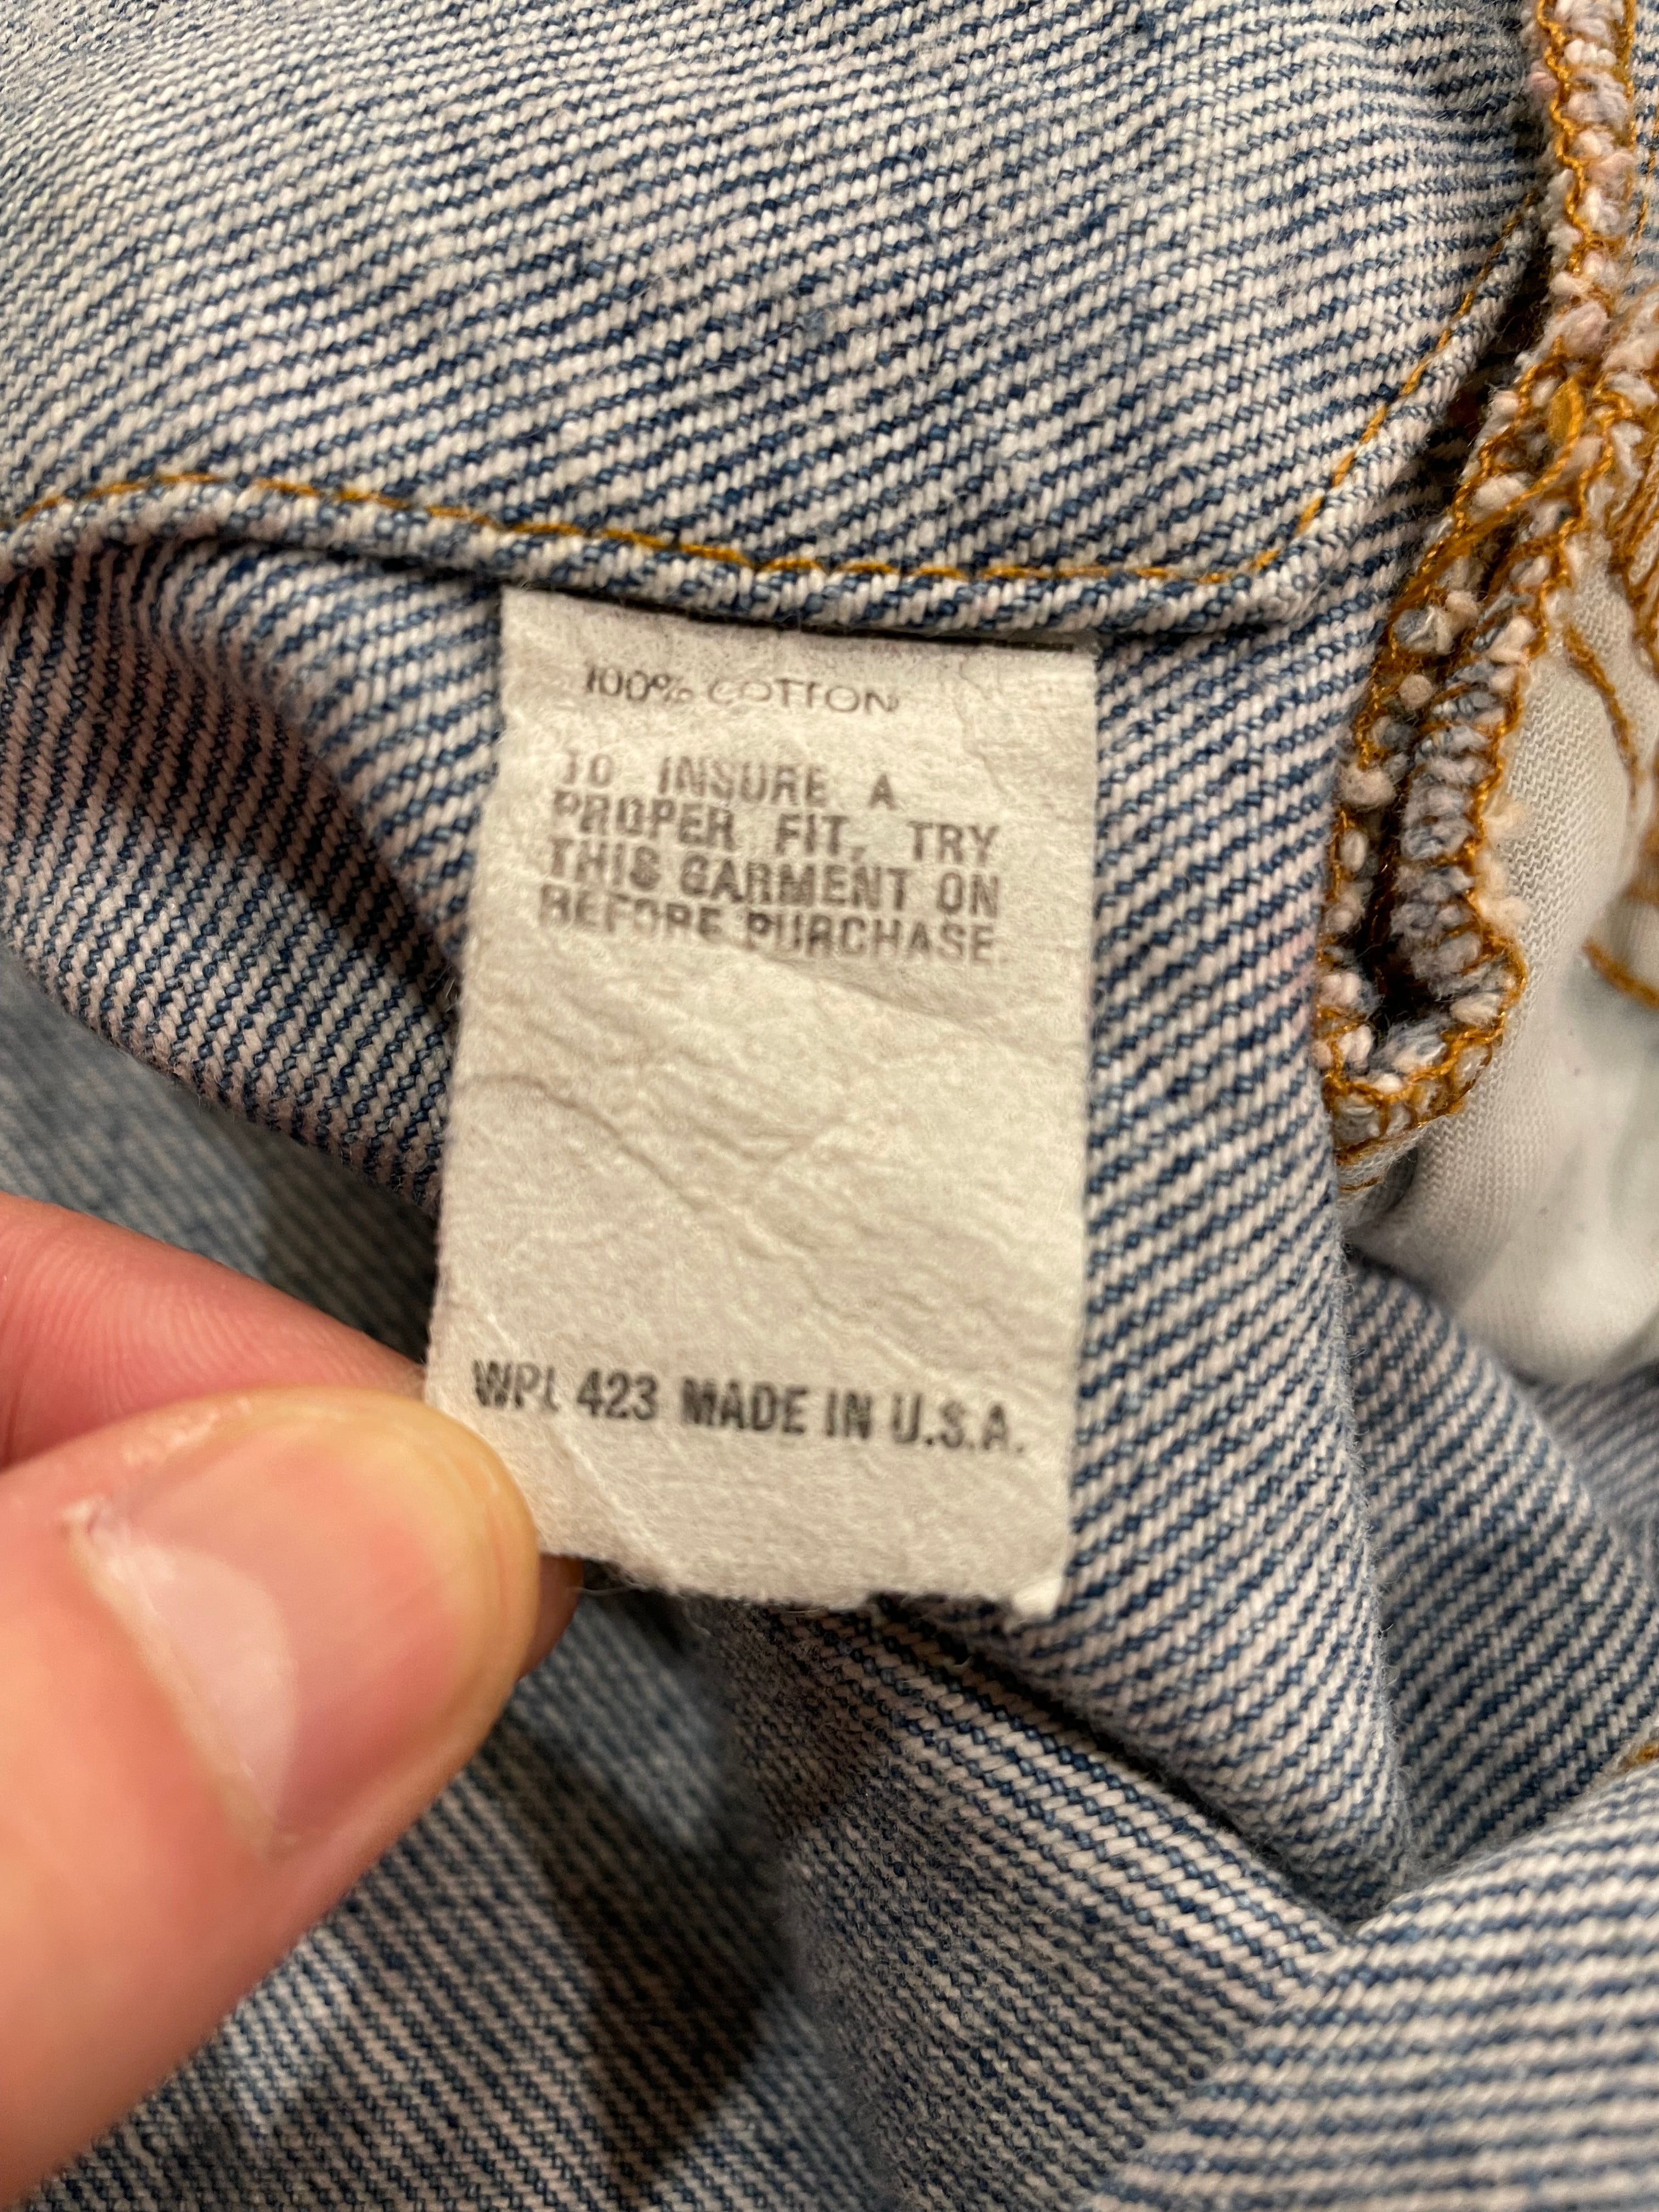 100% COTTON
TO INSURE A
PROPER FIT, TRY
THIS GARMENT ON
BEFORE PURCHASE.
WPL 423 MADE IN U.S.A.